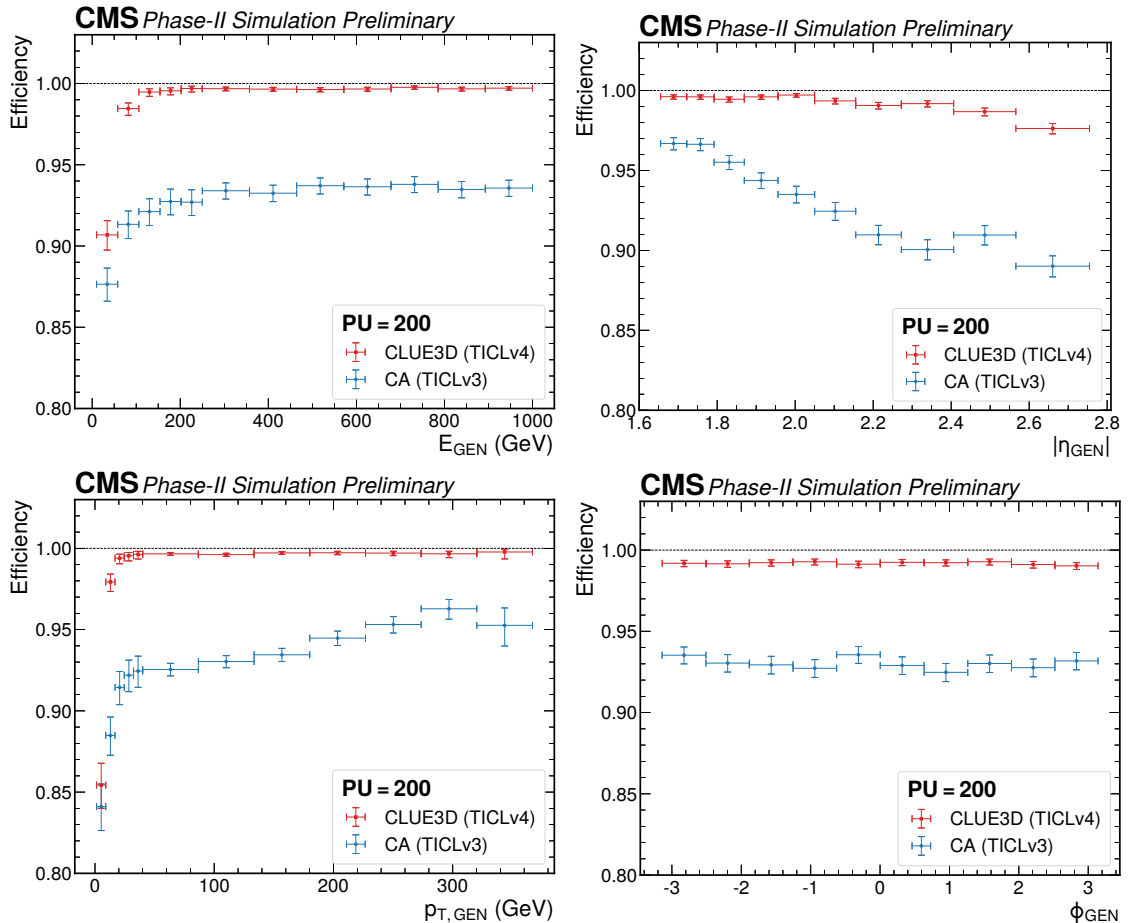 CMS Phase-II Simulation Preliminary
Efficiency
1.00
0.95
0.90
0.85
0.80
PU = 200
CLUE3D (TICLv4)
CA (TICLv3)
0 200 400 600 800 1000
E_GEN (GeV)
CMS Phase-II Simulation Preliminary
Efficiency
1.00
0.95
0.90
0.85
0.80
PU = 200
CLUE3D (TICLv4)
CA (TICLv3)
1.6 1.8 2.0 2.2 2.4 2.6 2.8
|η_GEN|
CMS Phase-II Simulation Preliminary
Efficiency
1.00
0.95
0.90
0.85
0.80
PU = 200
CLUE3D (TICLv4)
CA (TICLv3)
0 100 200 300
p_T, GEN (GeV)
CMS Phase-II Simulation Preliminary
Efficiency
1.00
0.95
0.90
0.85
0.80
PU = 200
CLUE3D (TICLv4)
CA (TICLv3)
-3 -2 -1 0 1 2 3
ϕ_GEN